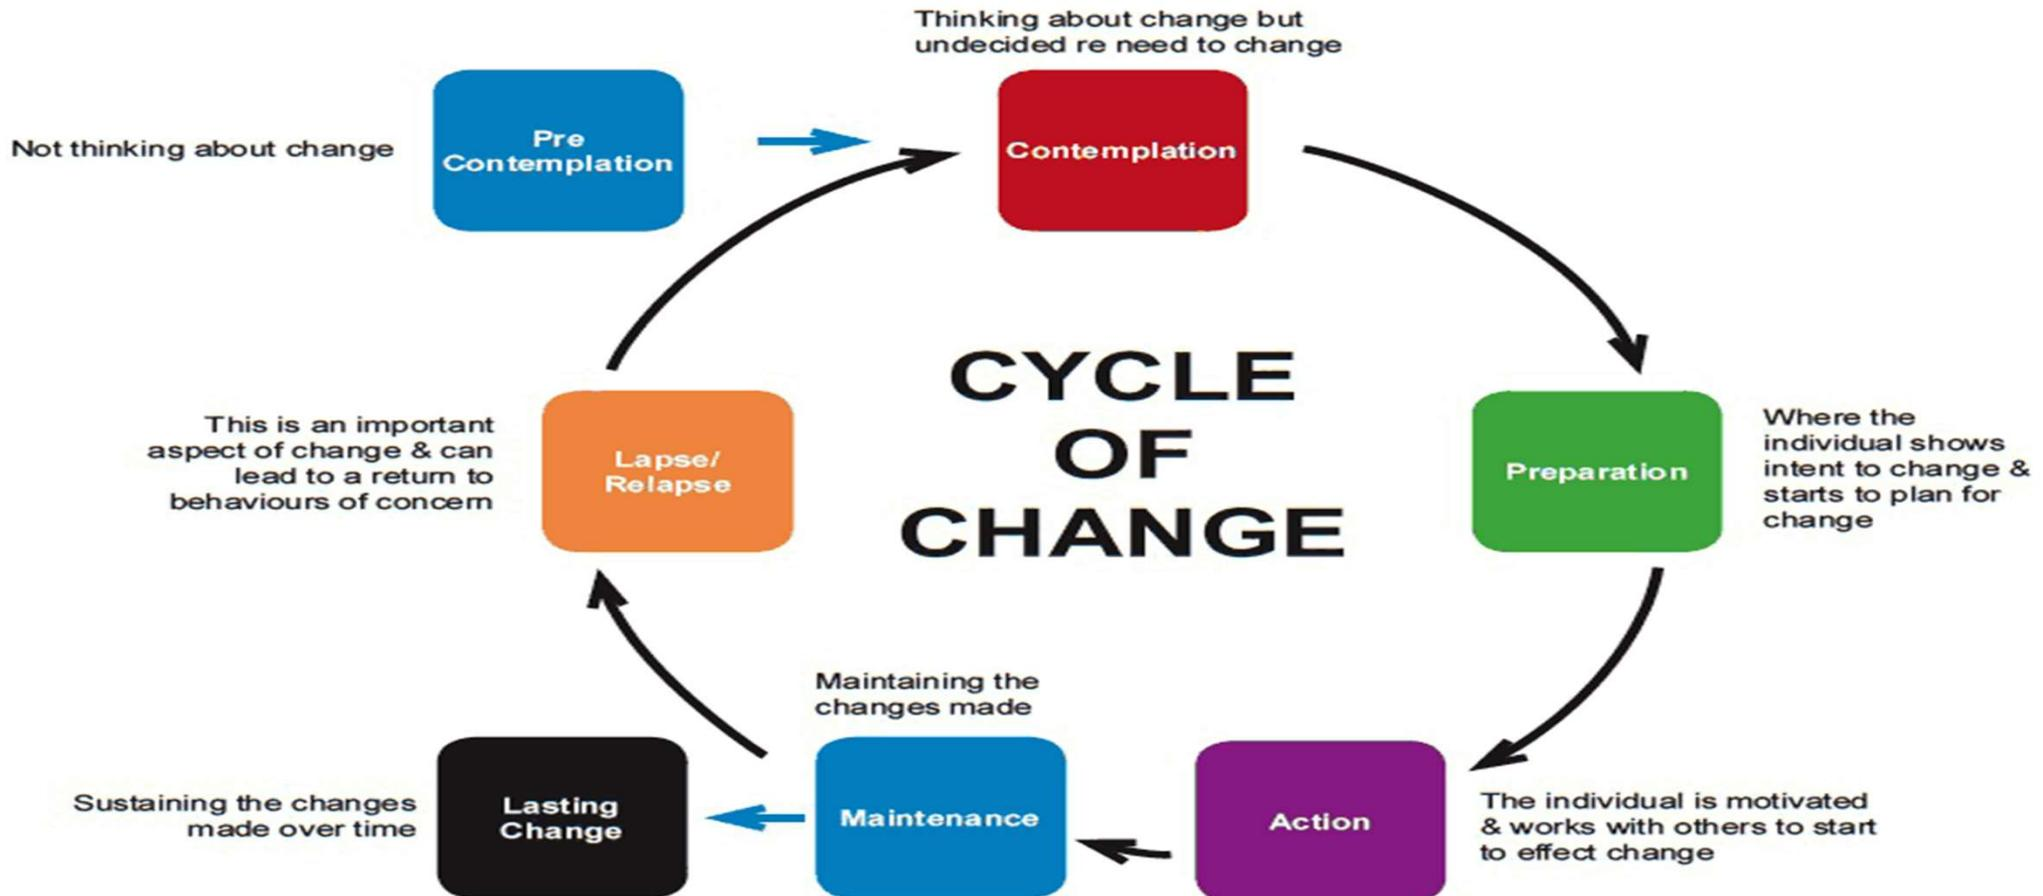 Thinking about change but
undecided re need to change
Not thinking about change
Pre
Contemplation
Contemplation
CYCLE
OF
CHANGE
This is an important
aspect of change & can
lead to a return to
behaviours of concern
Lapse/
Relapse
Preparation
Where the
individual shows
intent to change &
starts to plan for
change
Maintaining the
changes made
Sustaining the changes
made over time
Lasting
Change
Maintenance
Action
The individual is motivated
& works with others to start
to effect change